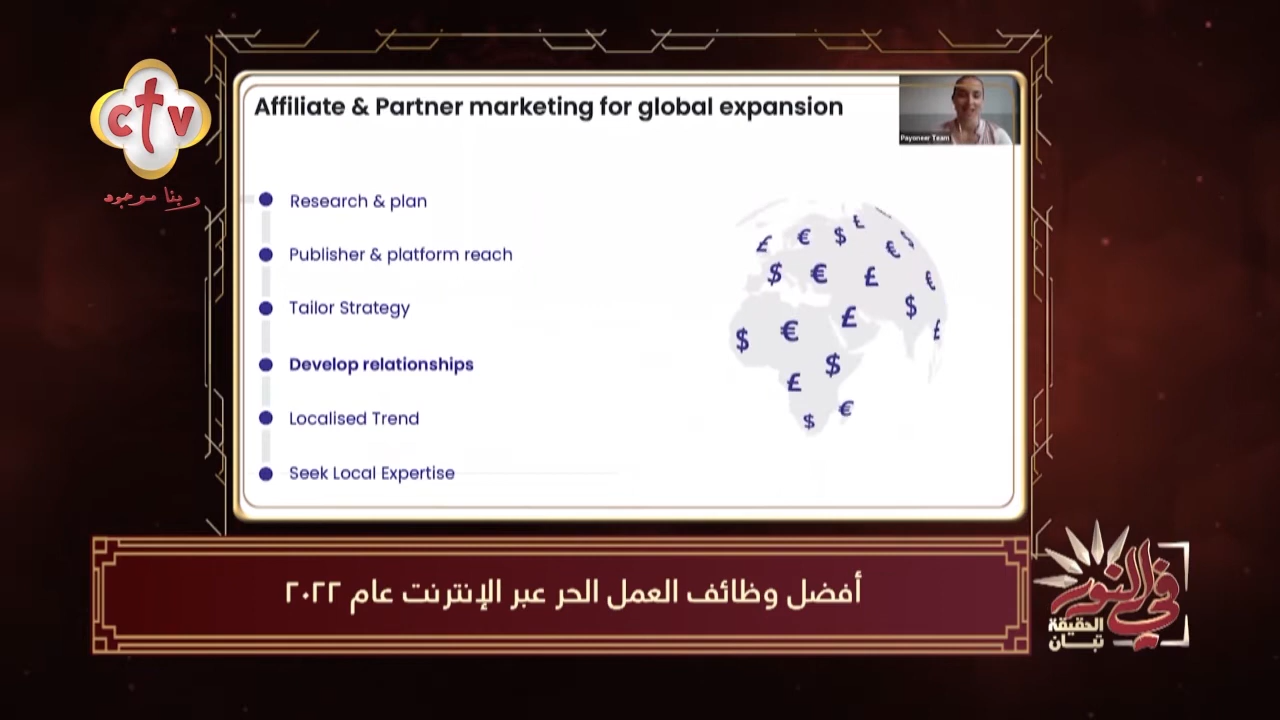 ctv
ربنا موجود
Affiliate & Partner marketing for global expansion
Payoneer Team
Research & plan
Publisher & platform reach
Tailor Strategy
Develop relationships
Localised Trend
Seek Local Expertise
£ € $ £ €
$ € £ €
$ € £ $ £
£ $
$ €
أفضل وظائف العمل الحر عبر الإنترنت عام ٢٠٢٢
في النور
الحقيقة
تبان